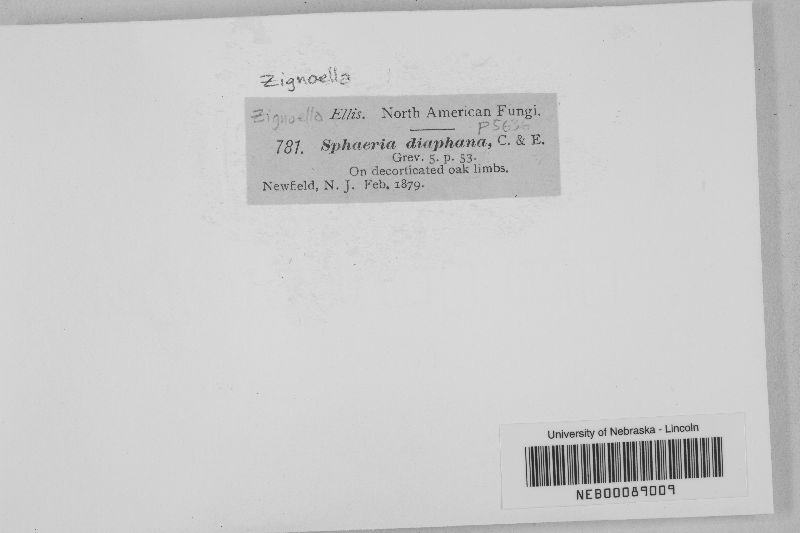 Zignoella
Zignoella Ellis. North American Fungi.
781. Sphaeria diaphana, C. & E.
Grev. 5. p. 53.
On decorticated oak limbs.
Newfield, N. J. Feb. 1879.
University of Nebraska - Lincoln
NEB00089009